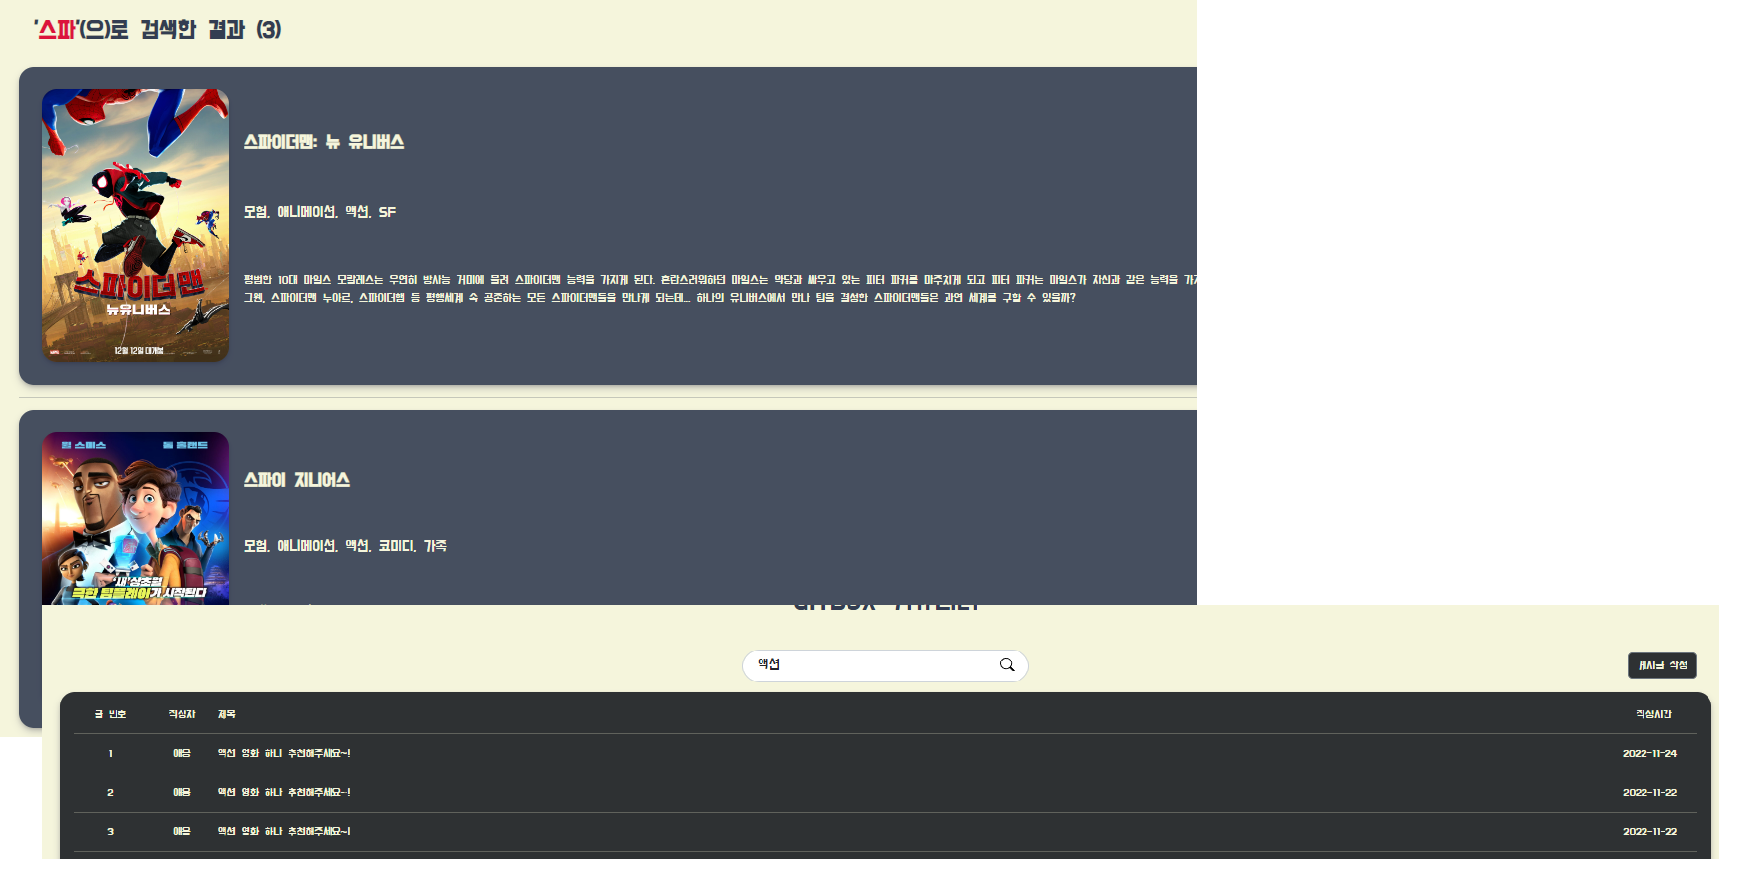 '스파'(으)로 검색한 결과 (3)
스파이더맨: 뉴 유니버스
모험, 애니메이션, 액션, SF
평범한 10대 마일스 모랄레스는 우연히 방사능 거미에 물려 스파이더맨 능력을 가지게 된다. 혼란스러워하던 마일스는 악당과 싸우고 있는 피터 파커를 마주치게 되고 피터 파커는 마일스가 자신과 같은 능력을 가지
그웬, 스파이더맨 누아르, 스파이더햄 등 평행세계 속 공존하는 모든 스파이더맨들을 만나게 되는데... 하나의 유니버스에서 만나 팀을 결성한 스파이더맨들은 과연 세계를 구할 수 있을까?
스파이더맨
뉴유니버스
12월 12일 대개봉
윌 스미스 톰 홀랜드
스파이 지니어스
모험, 애니메이션, 액션, 코미디, 가족
'새'상초월
극한 팀플레이가 시작된다
액션
게시글 작성
글 번호 작성자 제목 작성시간
1 애몽 액션 영화 하나 추천해주세요~! 2022-11-24
2 애몽 액션 영화 하나 추천해주세요~! 2022-11-22
3 애몽 액션 영화 하나 추천해주세요~! 2022-11-22